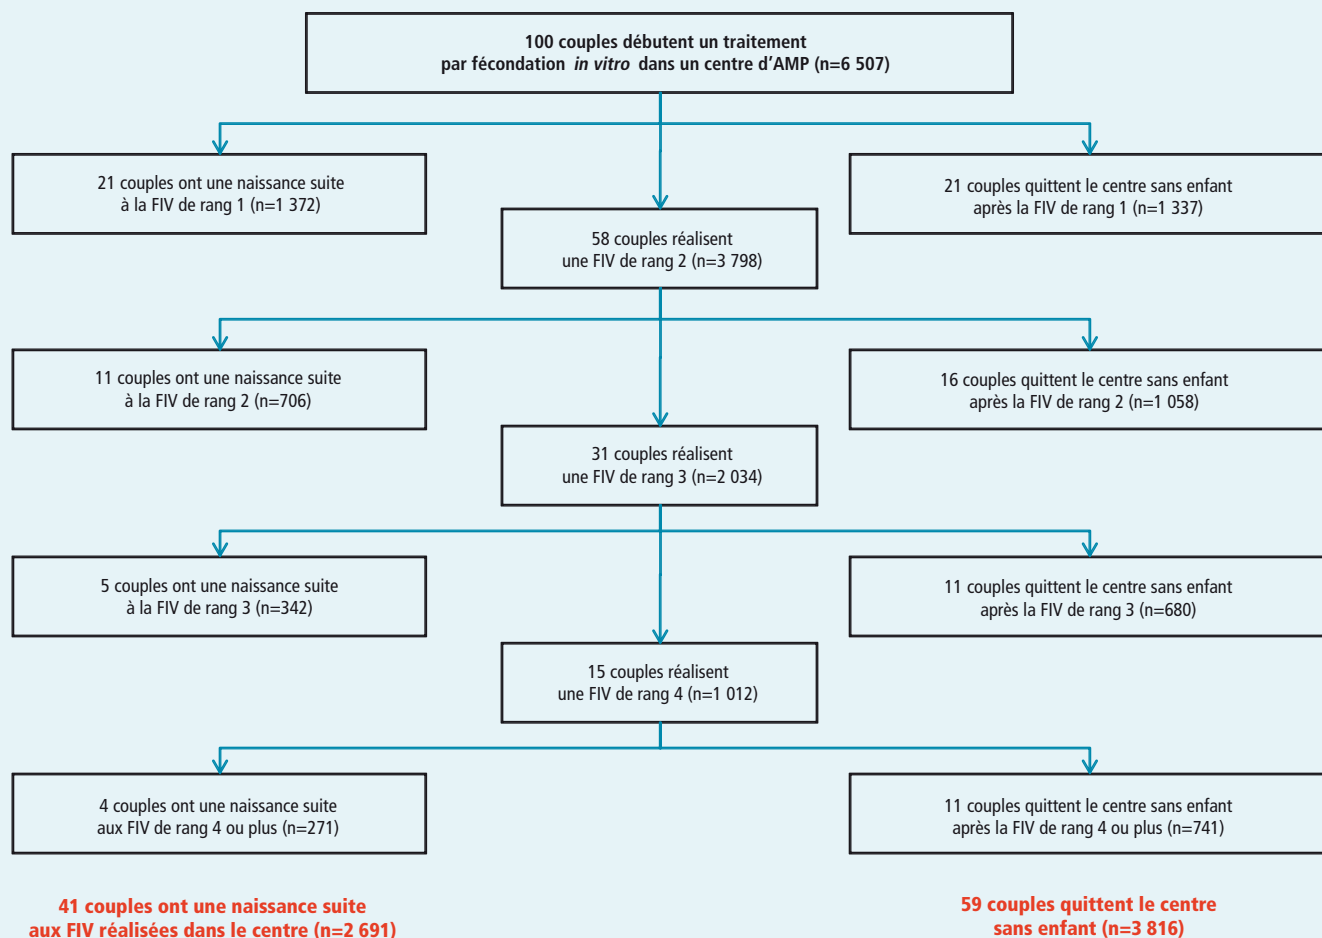 100 couples débutent un traitement
par fécondation in vitro dans un centre d'AMP (n=6 507)
21 couples ont une naissance suite
à la FIV de rang 1 (n=1 372)
21 couples quittent le centre sans enfant
après la FIV de rang 1 (n=1 337)
58 couples réalisent
une FIV de rang 2 (n=3 798)
11 couples ont une naissance suite
à la FIV de rang 2 (n=706)
16 couples quittent le centre sans enfant
après la FIV de rang 2 (n=1 058)
31 couples réalisent
une FIV de rang 3 (n=2 034)
5 couples ont une naissance suite
à la FIV de rang 3 (n=342)
11 couples quittent le centre sans enfant
après la FIV de rang 3 (n=680)
15 couples réalisent
une FIV de rang 4 (n=1 012)
4 couples ont une naissance suite
aux FIV de rang 4 ou plus (n=271)
11 couples quittent le centre sans enfant
après la FIV de rang 4 ou plus (n=741)
41 couples ont une naissance suite
aux FIV réalisées dans le centre (n=2 691)
59 couples quittent le centre
sans enfant (n=3 816)